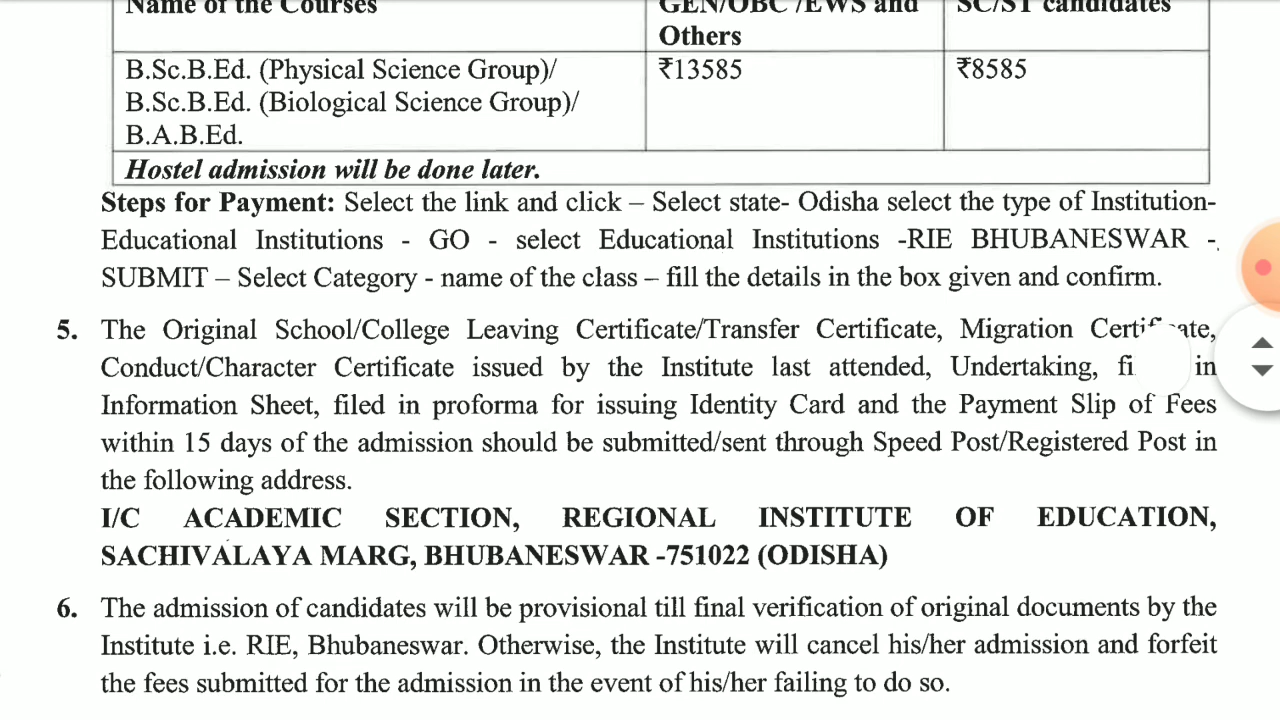 Name of the Courses
GEN/OBC /EWS and Others
SC/ST candidates
B.Sc.B.Ed. (Physical Science Group)/
B.Sc.B.Ed. (Biological Science Group)/
B.A.B.Ed.
₹13585
₹8585
Hostel admission will be done later.
Steps for Payment: Select the link and click – Select state- Odisha select the type of Institution-
Educational Institutions - GO - select Educational Institutions -RIE BHUBANESWAR -
SUBMIT – Select Category - name of the class – fill the details in the box given and confirm.
5. The Original School/College Leaving Certificate/Transfer Certificate, Migration
Conduct/Character Certificate issued by the Institute last attended, Undertaking, in
Information Sheet, filed in proforma for issuing Identity Card and the Payment Slip of Fees
within 15 days of the admission should be submitted/sent through Speed Post/Registered Post in
the following address.
I/C ACADEMIC SECTION, REGIONAL INSTITUTE OF EDUCATION,
SACHIVALAYA MARG, BHUBANESWAR -751022 (ODISHA)
6. The admission of candidates will be provisional till final verification of original documents by the
Institute i.e. RIE, Bhubaneswar. Otherwise, the Institute will cancel his/her admission and forfeit
the fees submitted for the admission in the event of his/her failing to do so.